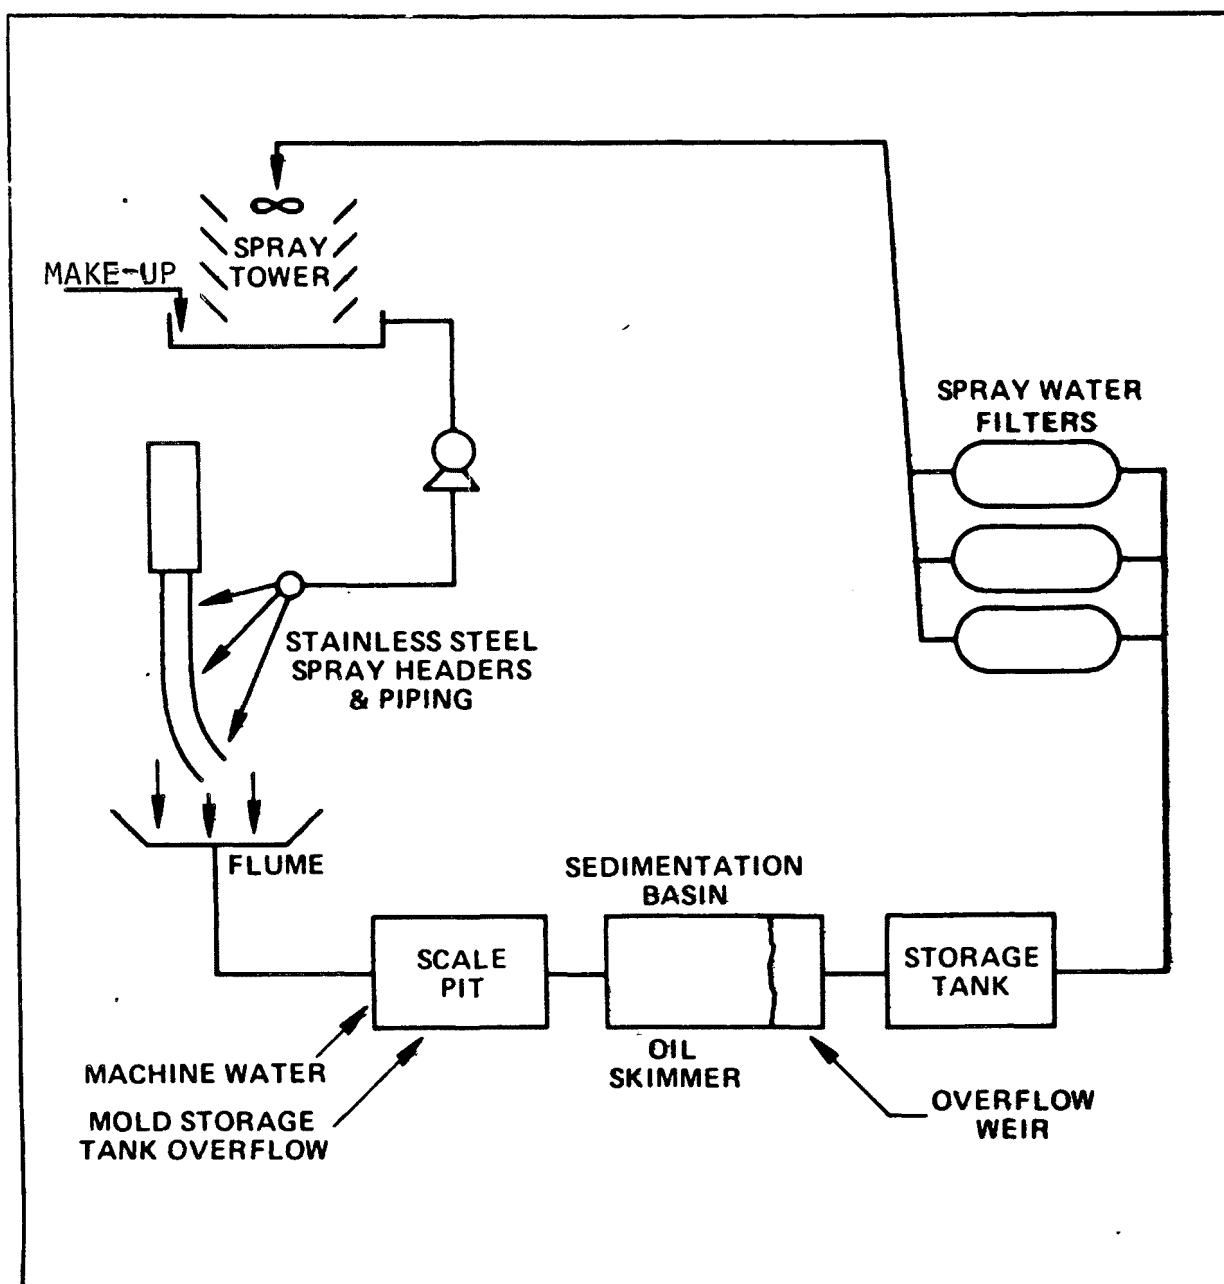 SPRAY
TOWER
MAKE-UP
SPRAY WATER
FILTERS
STAINLESS STEEL
SPRAY HEADERS
& PIPING
FLUME
SEDIMENTATION
BASIN
SCALE
PIT
STORAGE
TANK
OIL
SKIMMER
MACHINE WATER
MOLD STORAGE
TANK OVERFLOW
OVERFLOW
WEIR